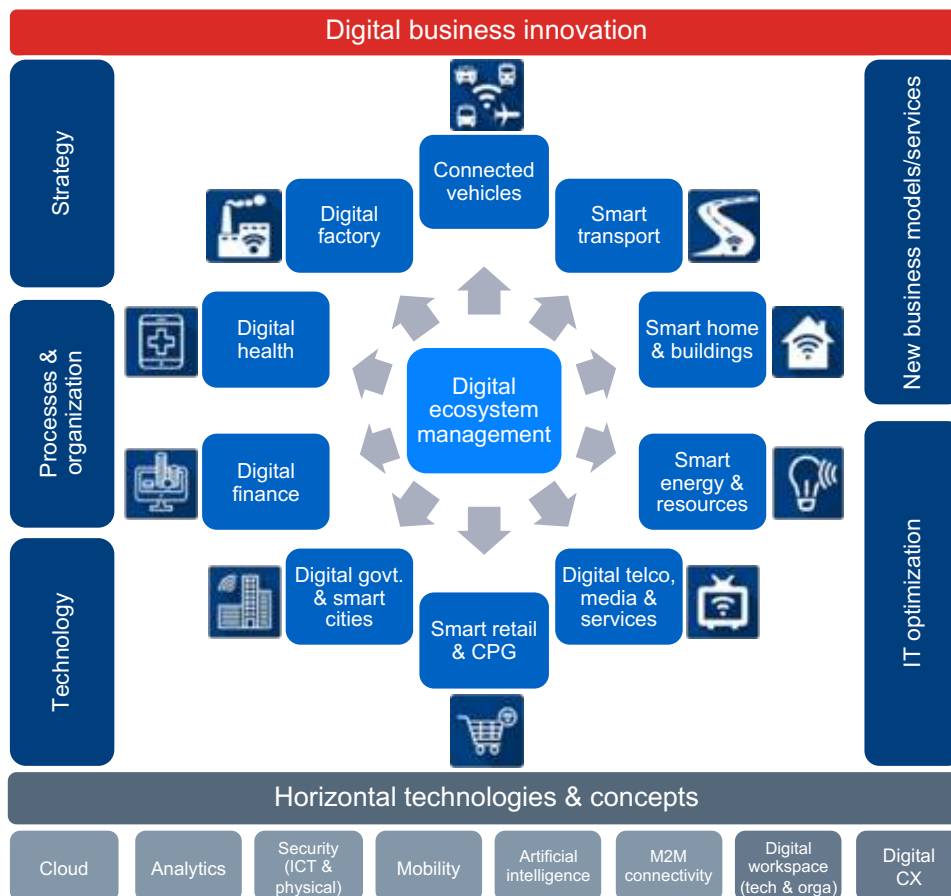 Digital business innovation
Strategy
Processes &
organization
Technology
New business models/services
IT optimization
Connected
vehicles
Digital
factory
Smart
transport
Digital
health
Smart home
& buildings
Digital
ecosystem
management
Digital
finance
Smart
energy &
resources
Digital govt.
& smart
cities
Digital telco,
media &
services
Smart retail
& CPG
Horizontal technologies & concepts
Cloud
Analytics
Security
(ICT &
physical)
Mobility
Artificial
intelligence
M2M
connectivity
Digital
workspace
(tech & orga)
Digital
CX